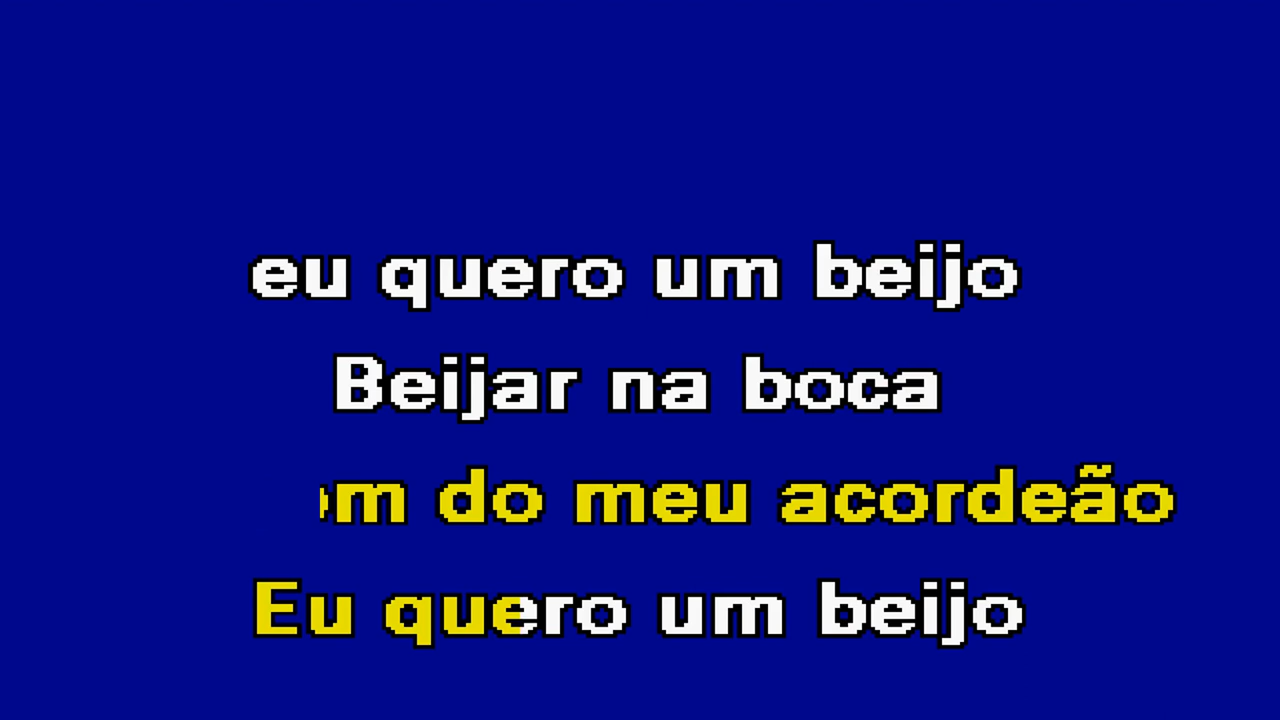 eu quero um beijo
Beijar na boca
do meu acordeão
Eu quero um beijo